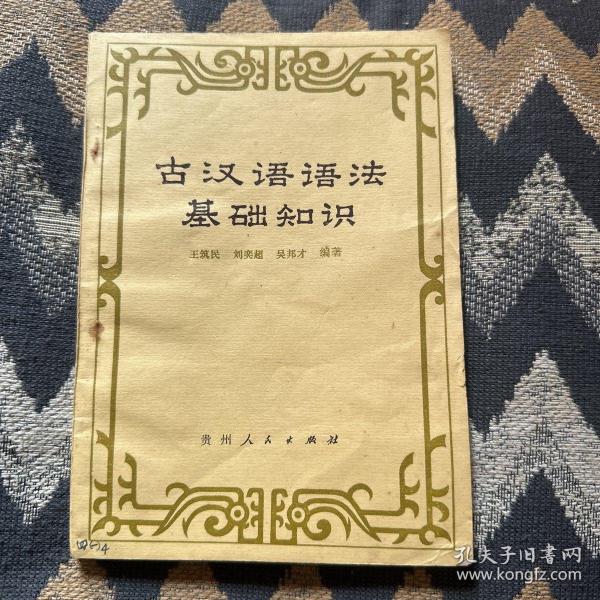 古汉语语法
基础知识
王筑民 刘奕超 吴邦才 编著
贵州人民出版社
孔夫子旧書网
www.kongfz.com